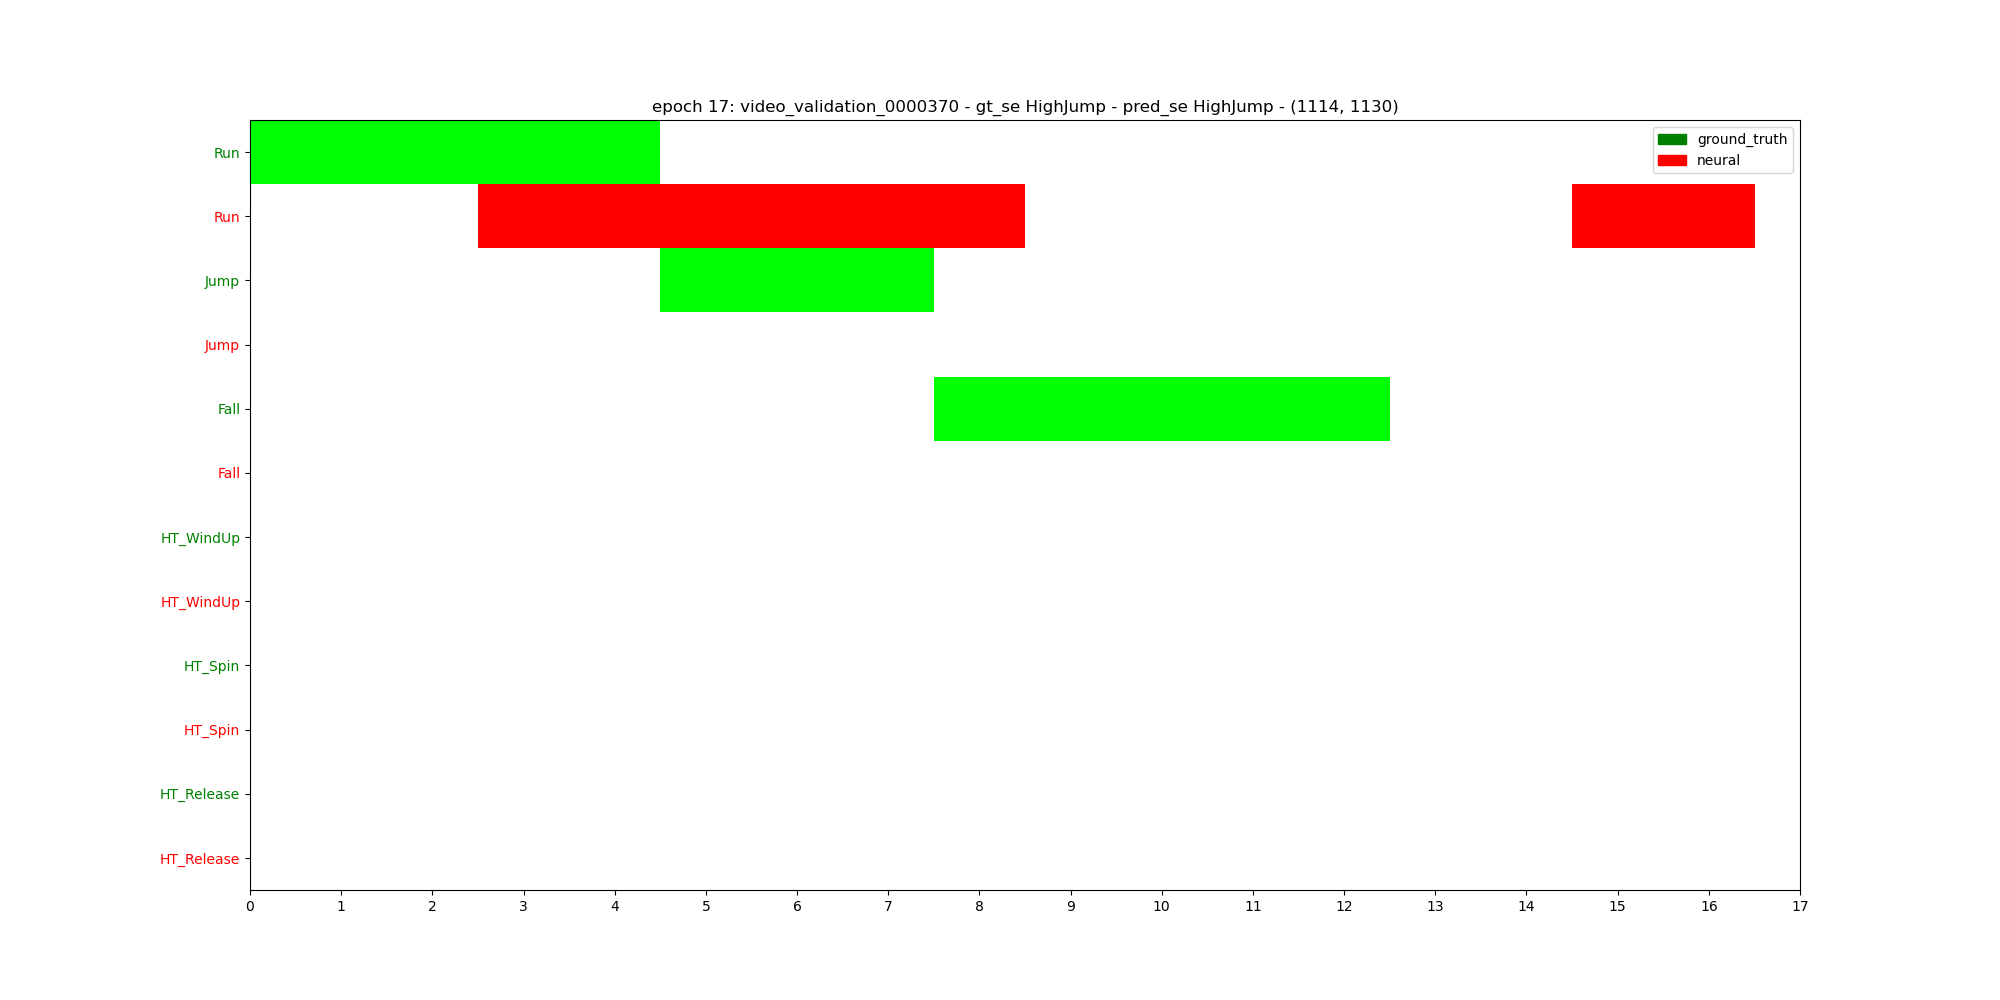 epoch 17: video_validation_0000370 - gt_se HighJump - pred_se HighJump - (1114, 1130)
ground_truth
neural
Run
Run
Jump
Jump
Fall
Fall
HT_WindUp
HT_WindUp
HT_Spin
HT_Spin
HT_Release
HT_Release
0 1 2 3 4 5 6 7 8 9 10 11 12 13 14 15 16 17